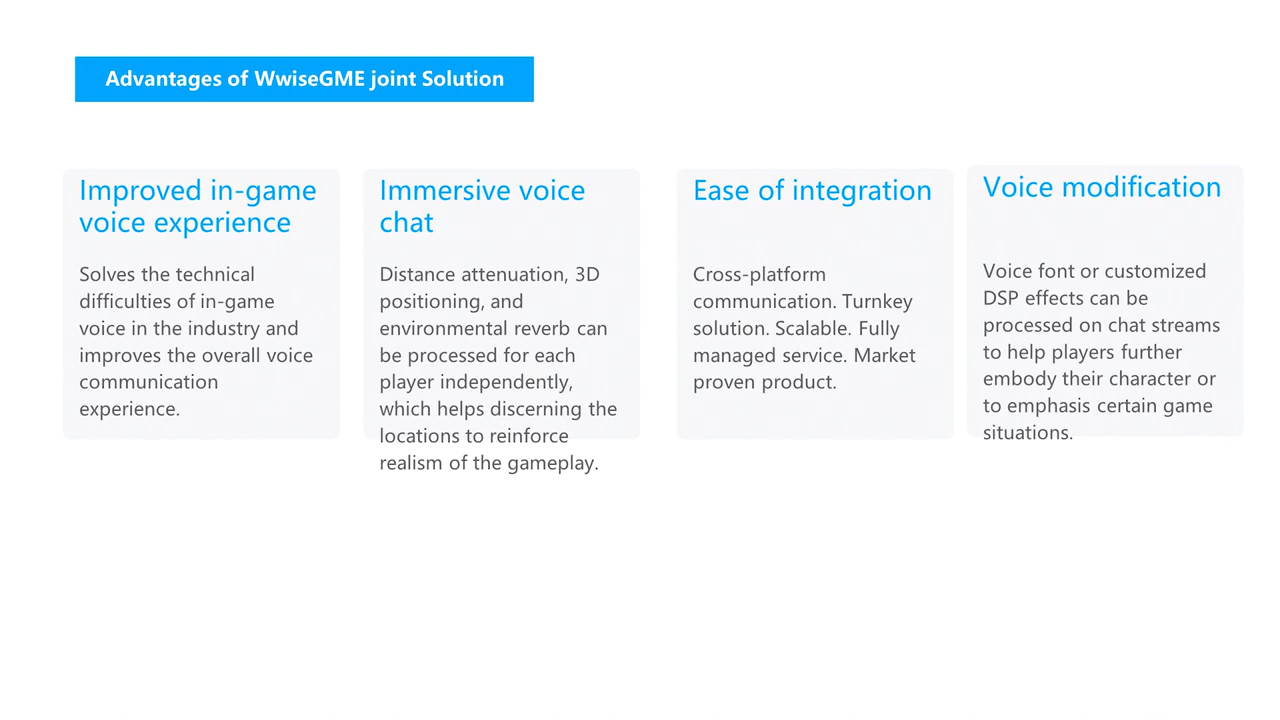 Advantages of WwiseGME joint Solution
Improved in-game
voice experience
Solves the technical
difficulties of in-game
voice in the industry and
improves the overall voice
communication
experience.
Immersive voice
chat
Distance attenuation, 3D
positioning, and
environmental reverb can
be processed for each
player independently,
which helps discerning the
locations to reinforce
realism of the gameplay.
Ease of integration
Cross-platform
communication. Turnkey
solution. Scalable. Fully
managed service. Market
proven product.
Voice modification
Voice font or customized
DSP effects can be
processed on chat streams
to help players further
embody their character or
to emphasis certain game
situations.